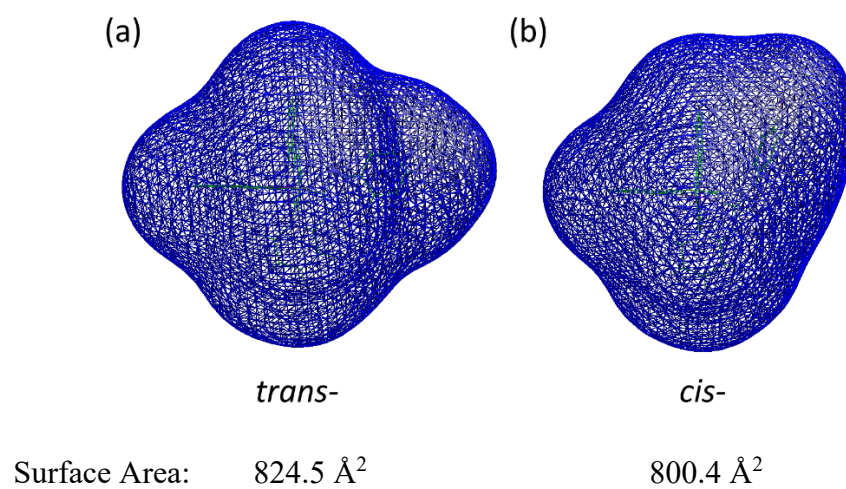 (a) (b)
trans- cis-
Surface Area: 824.5 Å² 800.4 Å²